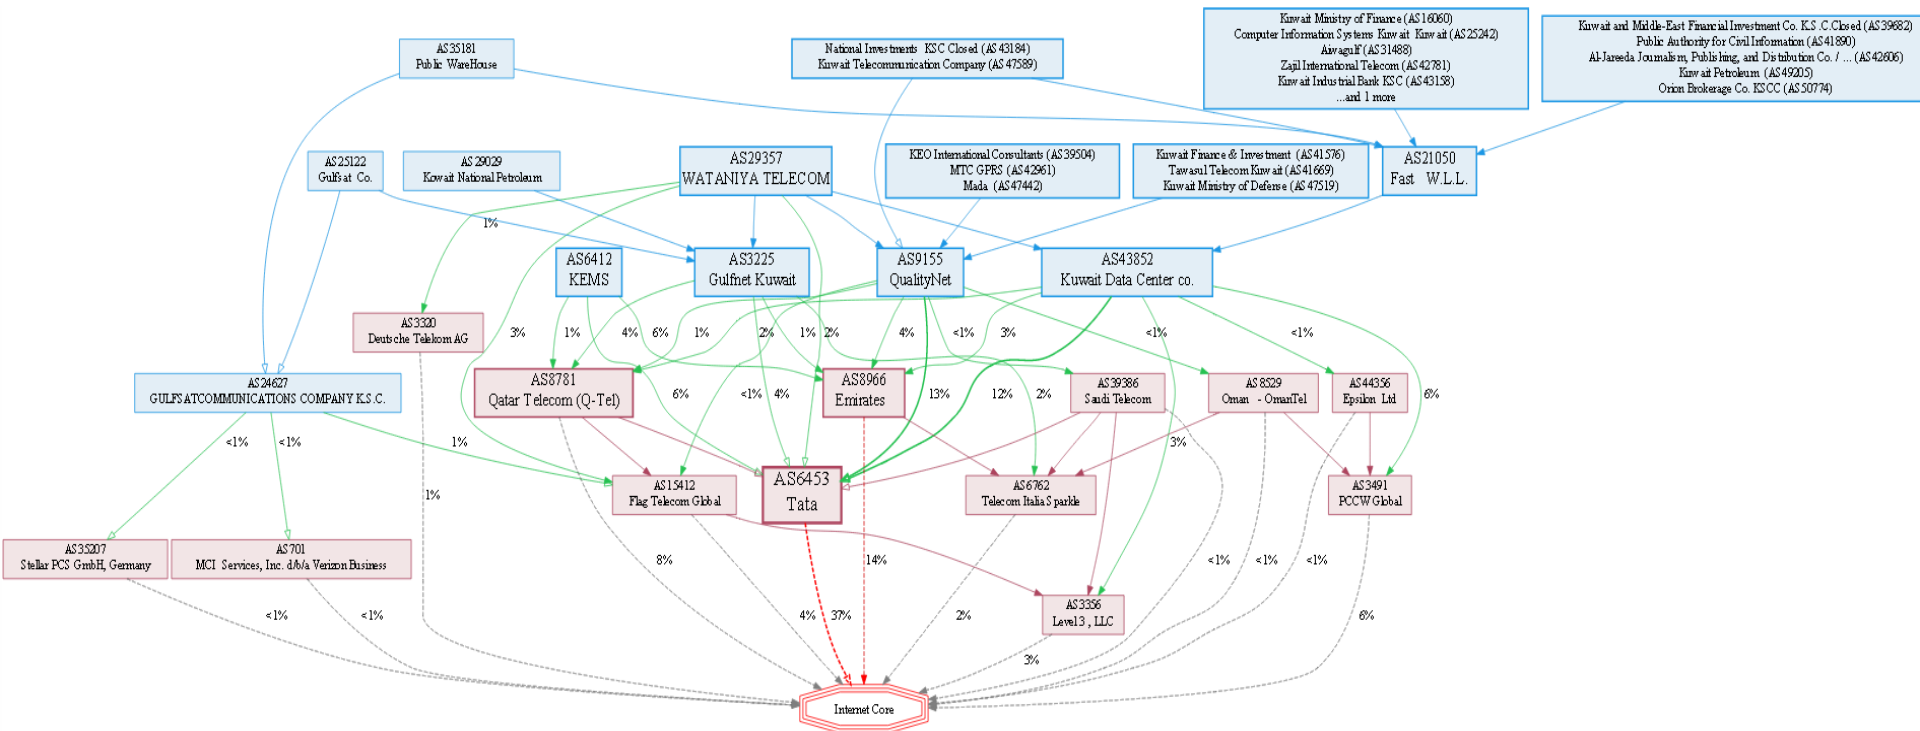 Kuwait Ministry of Finance (AS16060)
Computer Information Systems Kuwait Kuwait (AS25242)
Aiwagulf (AS31488)
Zajil International Telecom (AS42781)
Kuwait Industrial Bank KSC (AS43158)
...and 1 more
Kuwait and Middle-East Financial Investment Co. K.S.C.Closed (AS39682)
Public Authority for Civil Information (AS41890)
Al-Jareeda Journalism, Publishing, and Distribution Co. / ... (AS42606)
Kuwait Petroleum (AS49205)
Orion Brokerage Co. KSCC (AS50774)
AS35181
Public WareHouse
National Investments KSC Closed (AS43184)
Kuwait Telecommunication Company (AS47589)
AS25122
Gulfsat Co.
AS29029
Kowait National Petroleum
AS29357
WATANIYA TELECOM
KEO International Consultants (AS39504)
MTC GPRS (AS42961)
Mada (AS47442)
Kuwait Finance & Investment (AS41576)
Tawasul Telecom Kuwait (AS41669)
Kuwait Ministry of Defense (AS47519)
AS21050
Fast W.L.L.
1%
AS6412
KEMS
AS3225
Gulfnet Kuwait
AS9155
QualityNet
AS43852
Kuwait Data Center co.
AS3320
Deutsche Telekom AG
3%
1%
4%
6%
1%
2%
1%
2%
4%
<1%
3%
<1%
<1%
AS24627
GULFSATCOMMUNICATIONS COMPANY K.S.C.
AS8781
Qatar Telecom (Q-Tel)
AS8966
Emirates
AS39386
Saudi Telecom
AS8529
Oman - OmanTel
AS44356
Epsilon Ltd
6%
<1%
4%
13%
12%
2%
6%
<1%
<1%
1%
3%
AS15412
Flag Telecom Global
AS6453
Tata
AS6762
Telecom Italia Sparkle
AS3491
PCCW Global
1%
AS35207
Stellar PCS GmbH, Germany
AS701
MCI Services, Inc. d/b/a Verizon Business
8%
14%
<1%
<1%
<1%
AS3356
Level 3, LLC
<1%
<1%
4%
37%
2%
6%
3%
Internet Core